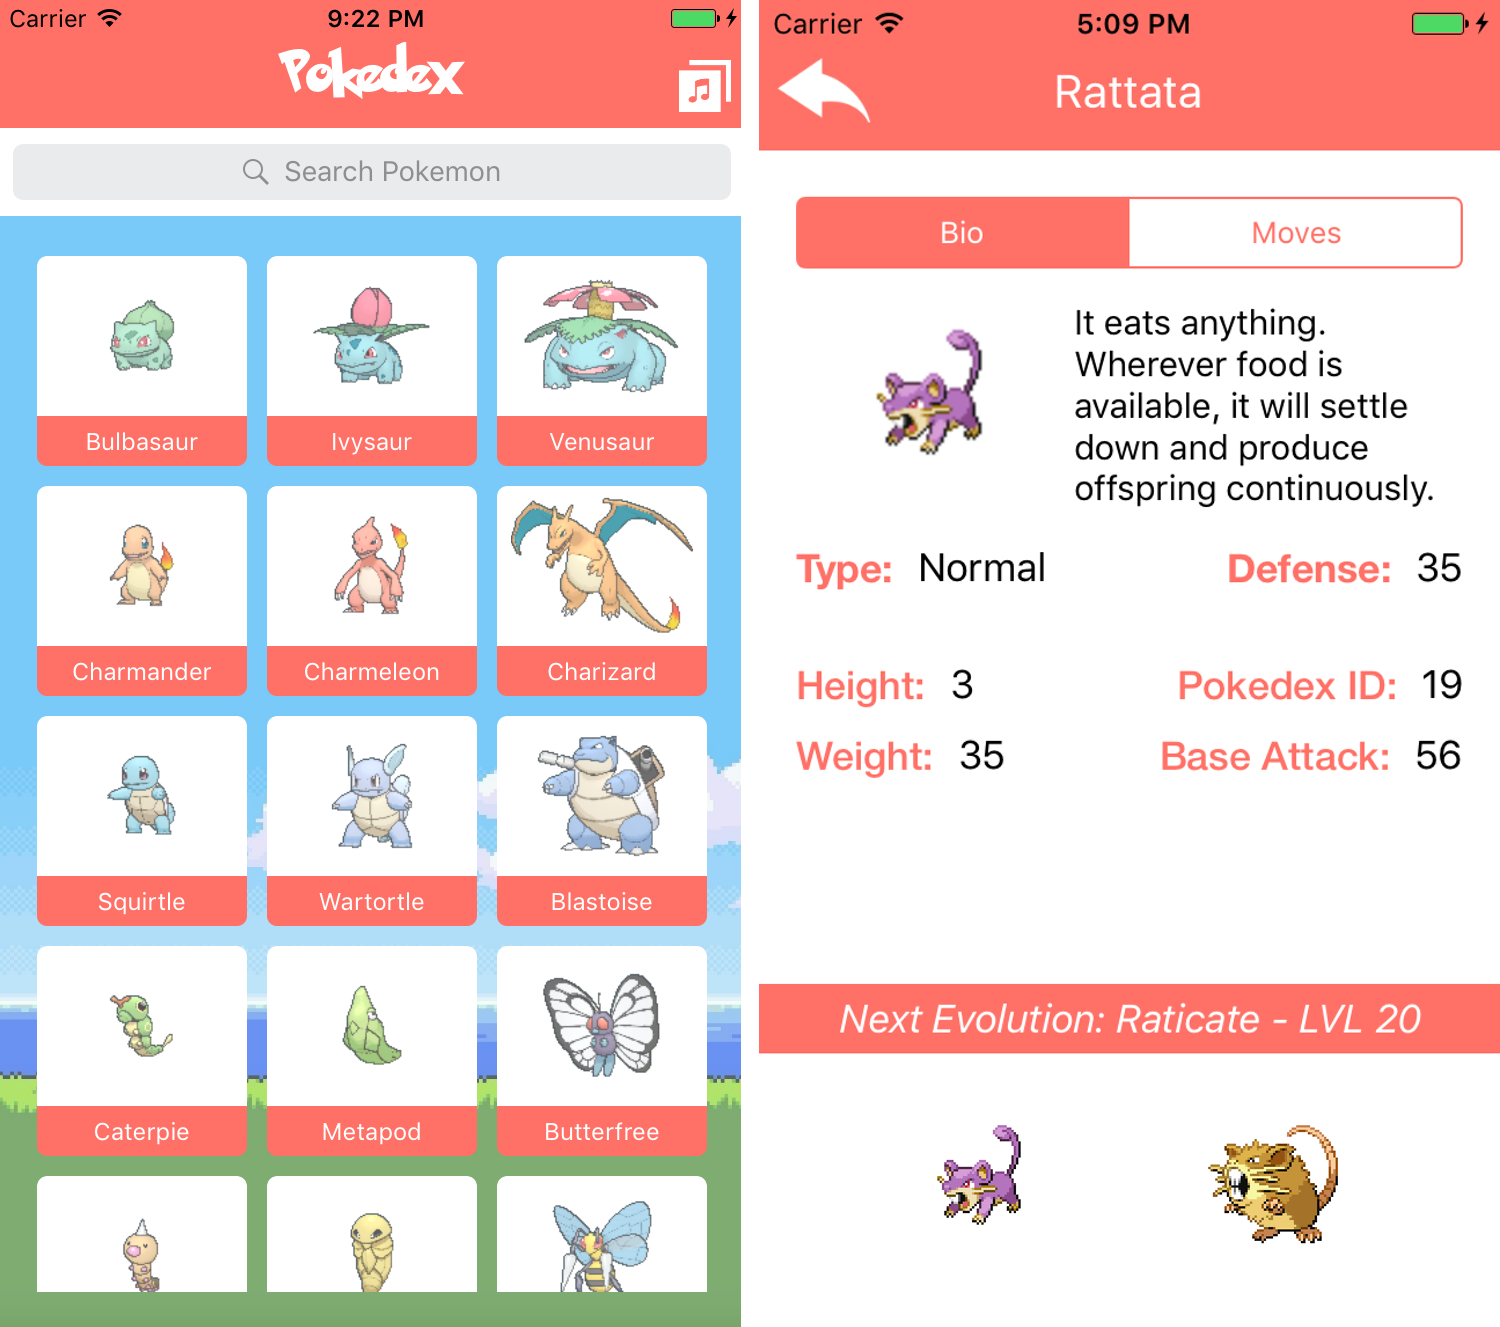 Carrier
9:22 PM
Pokedex
Search Pokemon
Bulbasaur
Ivysaur
Venusaur
Charmander
Charmeleon
Charizard
Squirtle
Wartortle
Blastoise
Caterpie
Metapod
Butterfree
Carrier
5:09 PM
Rattata
Bio
Moves
It eats anything.
Wherever food is
available, it will settle
down and produce
offspring continuously.
Type: Normal
Defense: 35
Height: 3
Pokedex ID: 19
Weight: 35
Base Attack: 56
Next Evolution: Raticate - LVL 20